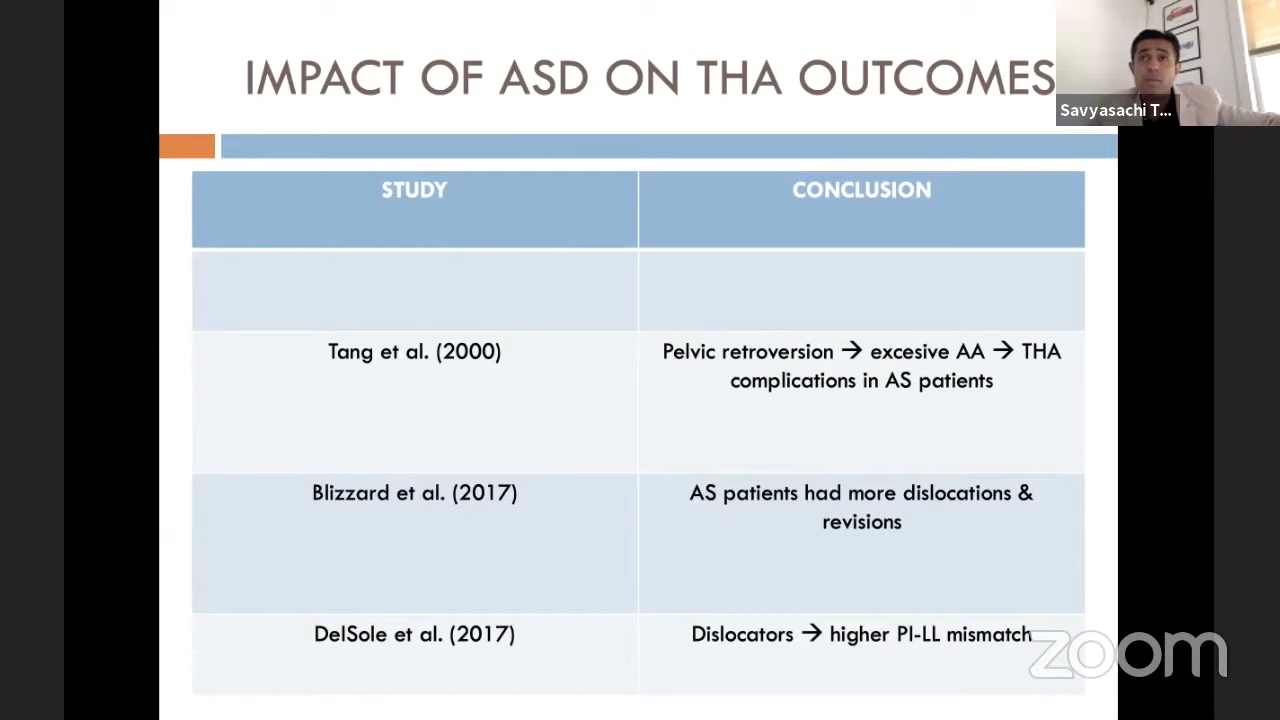 IMPACT OF ASD ON THA OUTCOMES
Savyasachi T...
STUDY
CONCLUSION
Tang et al. (2000)
Pelvic retroversion → excesive AA → THA
complications in AS patients
Blizzard et al. (2017)
AS patients had more dislocations &
revisions
DelSole et al. (2017)
Dislocators → higher PI-LL mismatch
zoom